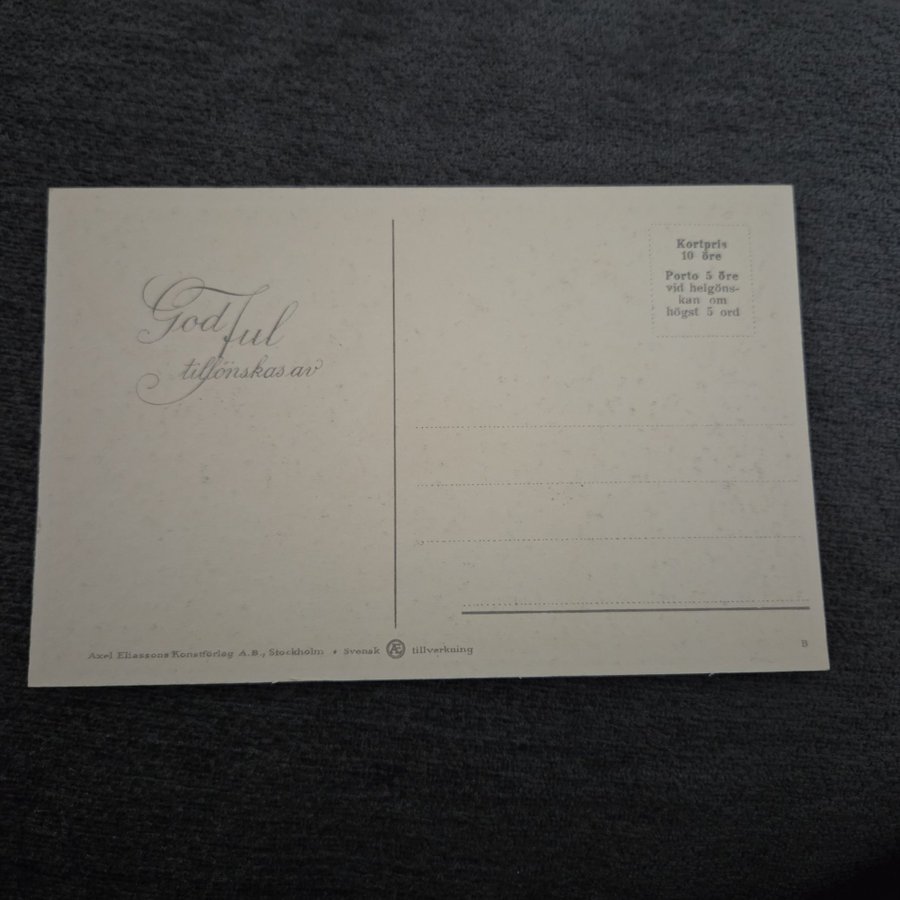 God Jul
tillönskas av
Kortpris
10 öre
Porto 5 öre
vid helgöns-
kan om
högst 5 ord
Axel Eliassons Konstförlag A.B., Stockholm • Svensk Æ tillverkning
B